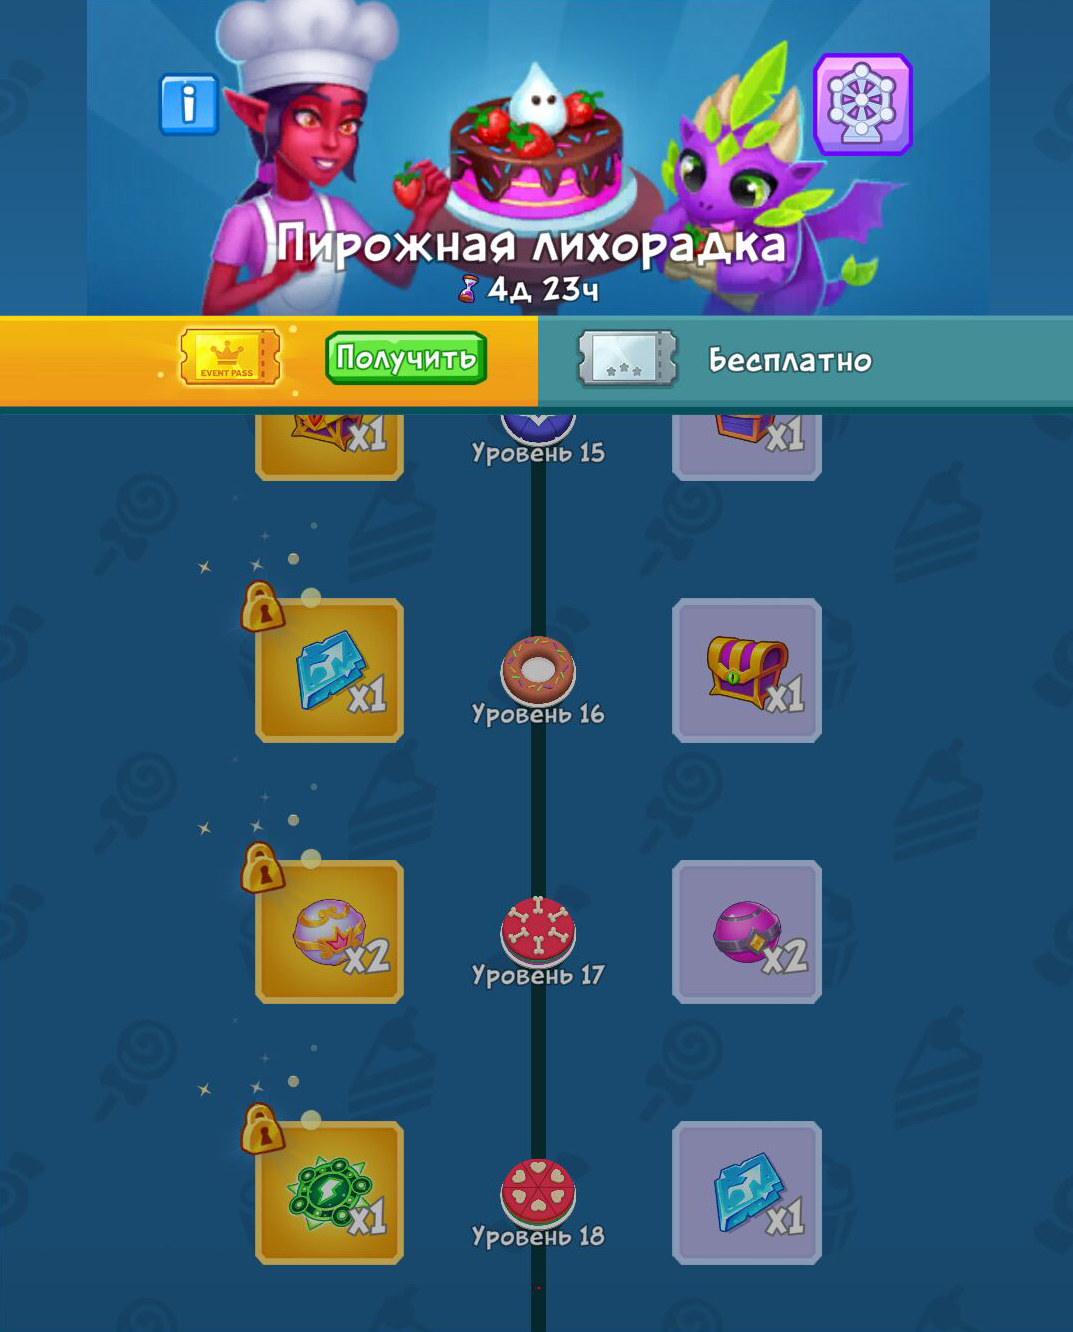 i
Пирожная лихорадка
4д 23ч
EVENT PASS
Получить
Бесплатно
x1
Уровень 15
x1
x1
Уровень 16
x1
x2
Уровень 17
x2
x1
Уровень 18
x1